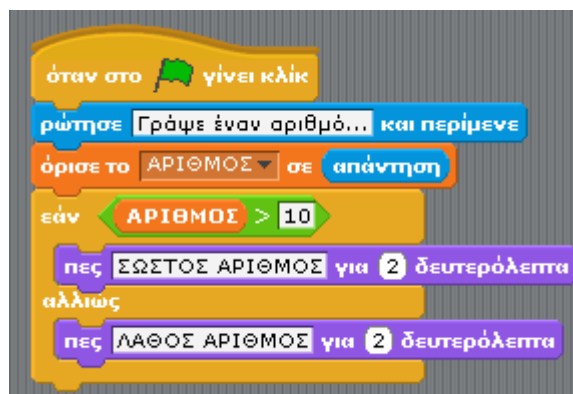 όταν στο γίνει κλίκ
ρώτησε Γράψε έναν αριθμό... και περίμενε
όρισε το ΑΡΙΘΜΟΣ σε απάντηση
εάν ΑΡΙΘΜΟΣ > 10
πες ΣΩΣΤΟΣ ΑΡΙΘΜΟΣ για 2 δευτερόλεπτα
αλλιώς
πες ΛΑΘΟΣ ΑΡΙΘΜΟΣ για 2 δευτερόλεπτα